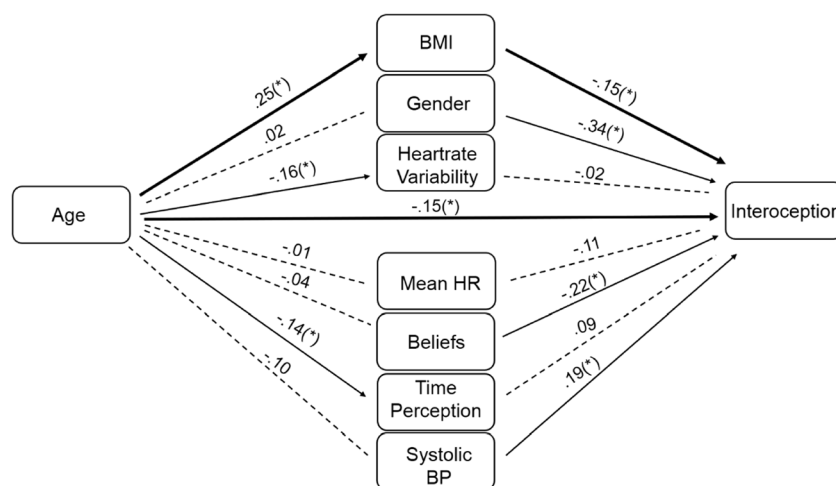 BMI
.25(*)
-.15(*)
Gender
.02
-.34(*)
Heartrate
Variability
-.16(*)
-.02
Age
-.15(*)
Interoception
-.01
-.11
Mean HR
-.04
-.22(*)
Beliefs
-.14(*)
.09
Time
Perception
-.10
.19(*)
Systolic
BP